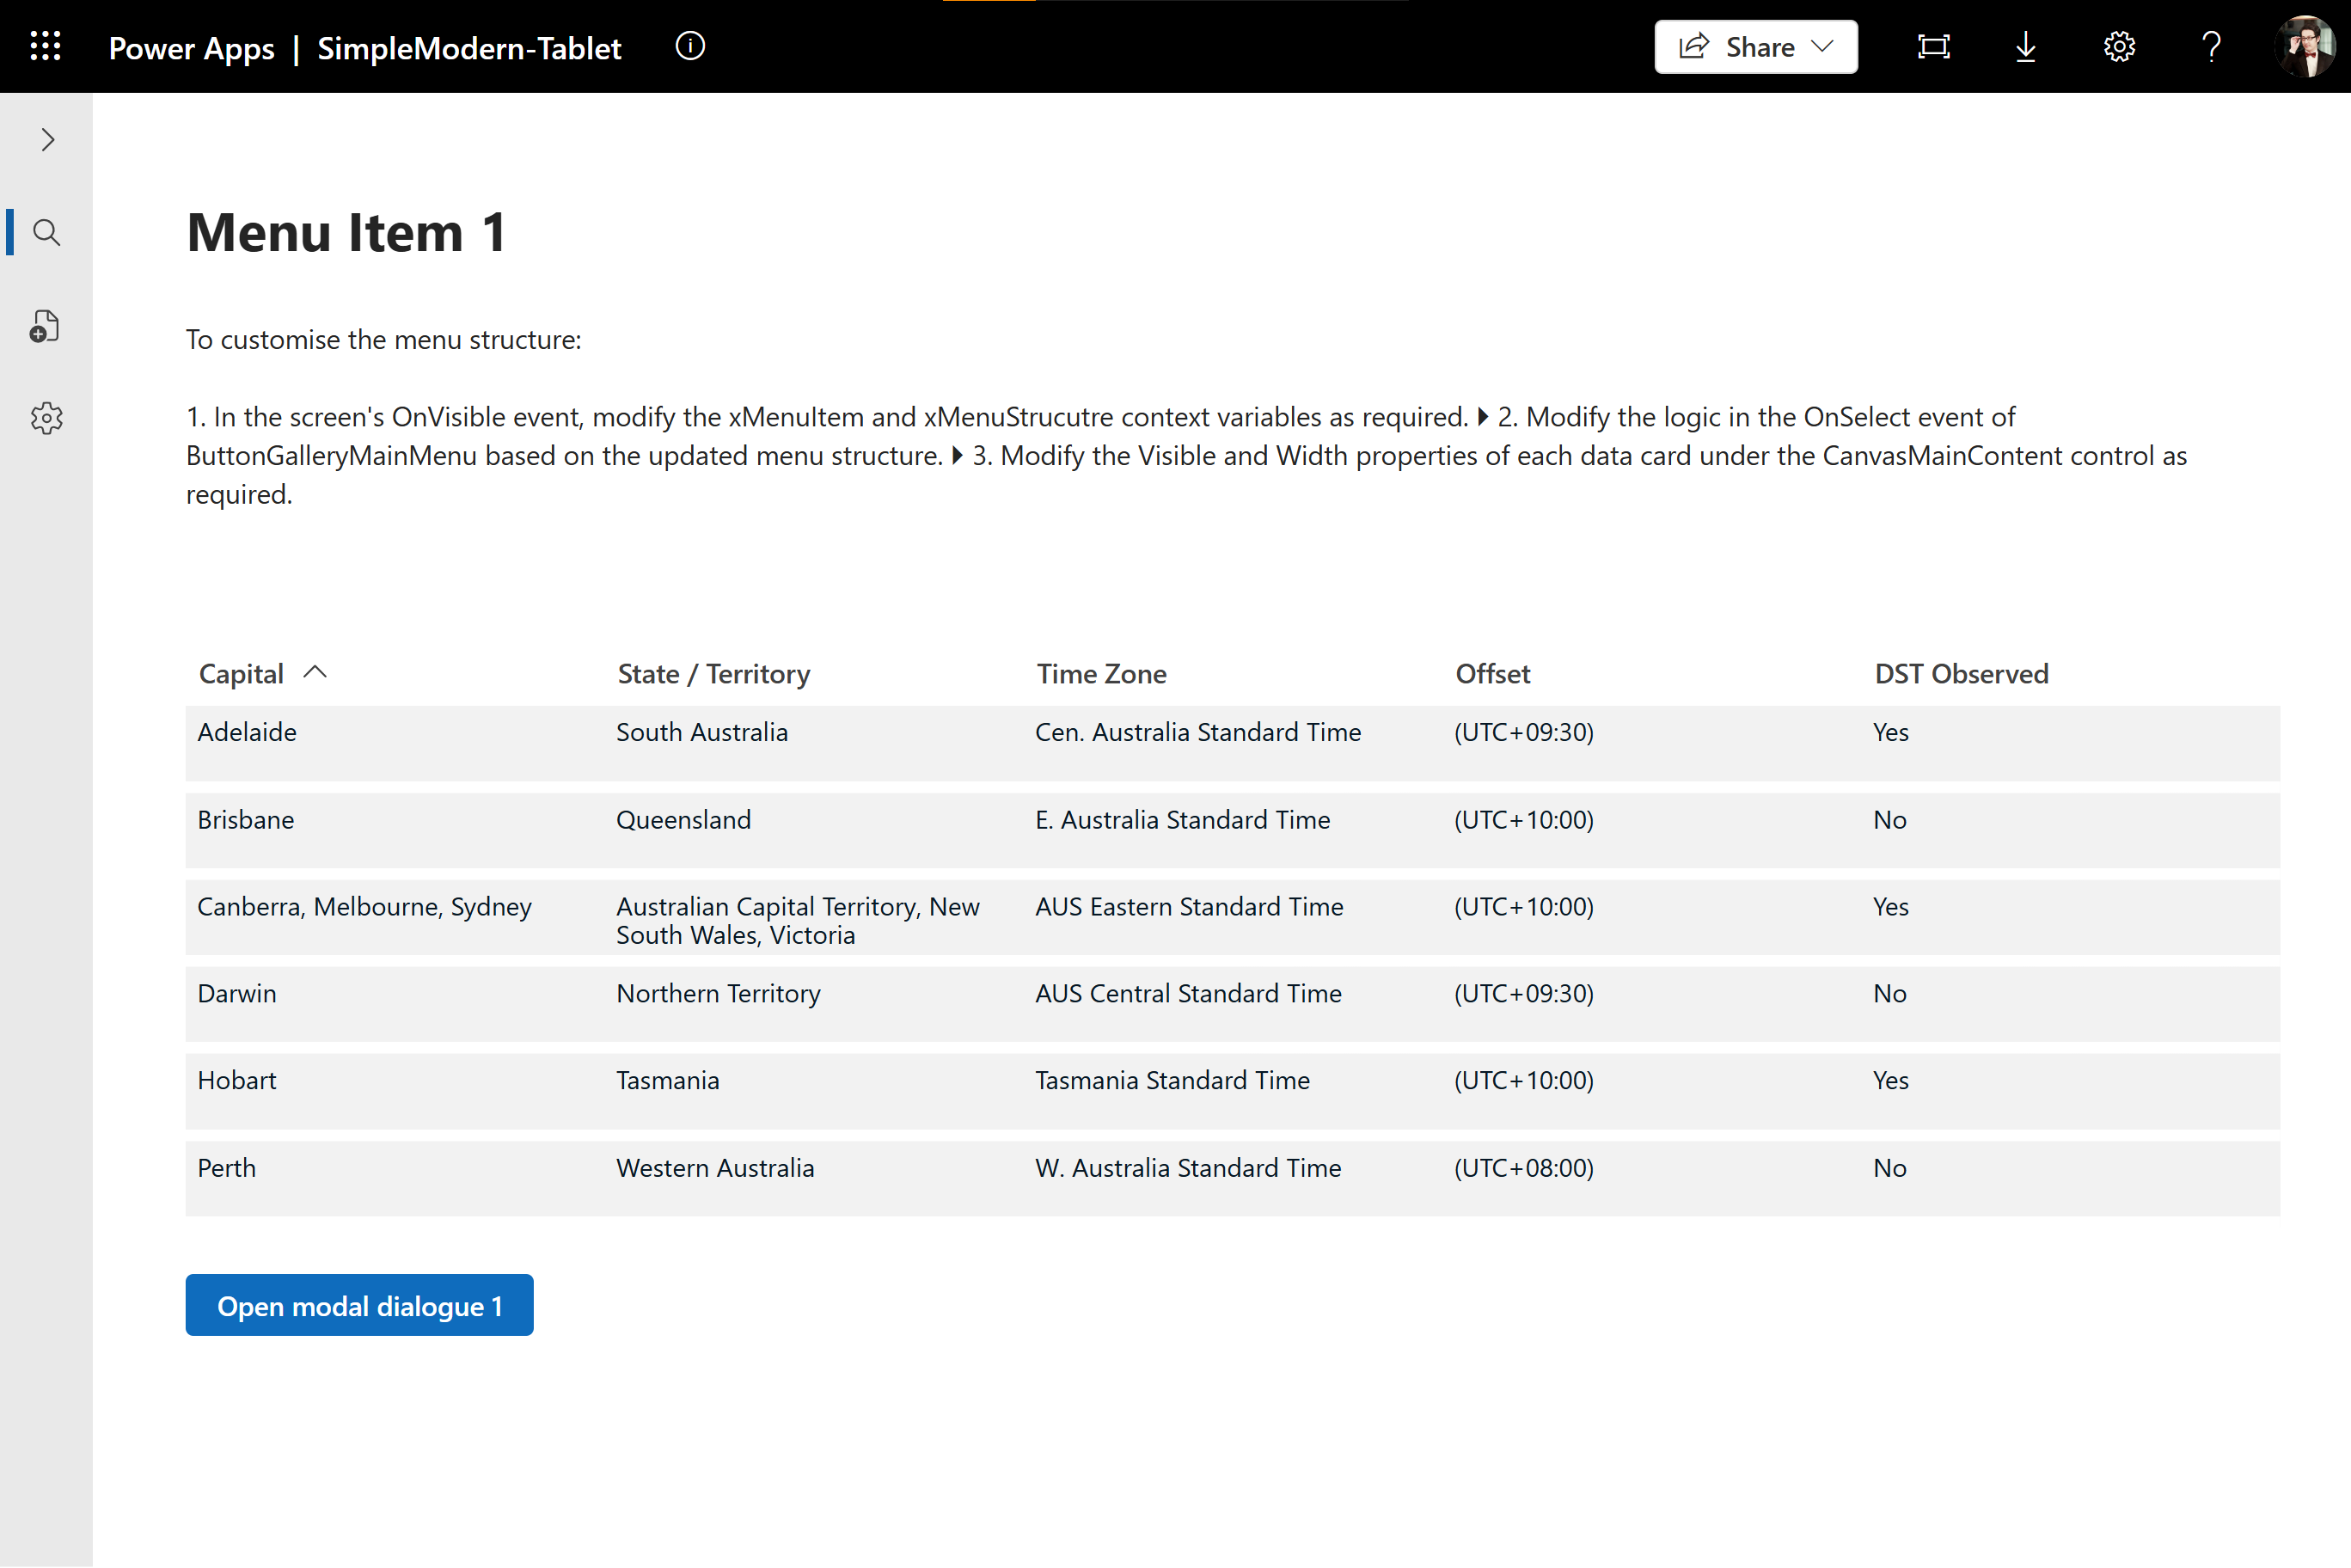 Power Apps | SimpleModern-Tablet
Share
Menu Item 1
To customise the menu structure:
1. In the screen's OnVisible event, modify the xMenuItem and xMenuStrucutre context variables as required. 🞂 2. Modify the logic in the OnSelect event of
ButtonGalleryMainMenu based on the updated menu structure. 🞂 3. Modify the Visible and Width properties of each data card under the CanvasMainContent control as
required.
Capital State / Territory Time Zone Offset DST Observed
Adelaide South Australia Cen. Australia Standard Time (UTC+09:30) Yes
Brisbane Queensland E. Australia Standard Time (UTC+10:00) No
Canberra, Melbourne, Sydney Australian Capital Territory, New AUS Eastern Standard Time (UTC+10:00) Yes
South Wales, Victoria
Darwin Northern Territory AUS Central Standard Time (UTC+09:30) No
Hobart Tasmania Tasmania Standard Time (UTC+10:00) Yes
Perth Western Australia W. Australia Standard Time (UTC+08:00) No
Open modal dialogue 1